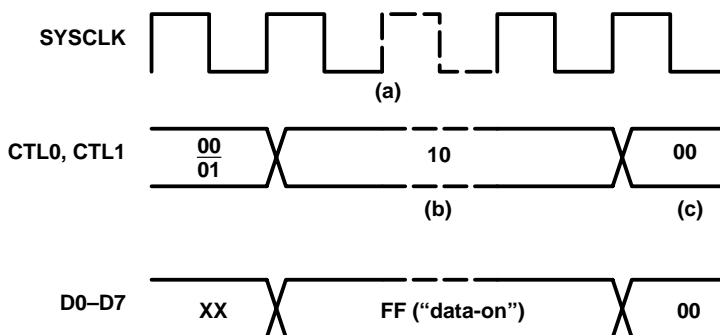 SYSCLK
(a)
CTL0, CTL1
00
01
10
00
(b)
(c)
D0–D7
XX
FF (“data-on”)
00